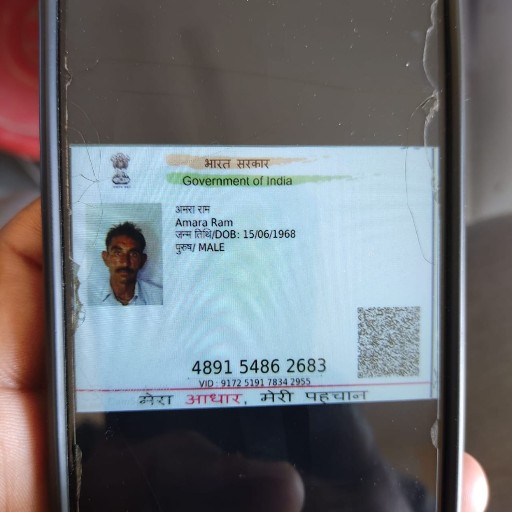 भारत सरकार
Government of India
अमरा राम
Amara Ram
जन्म तिथि/DOB: 15/06/1968
पुरुष/ MALE
4891 5486 2683
VID : 9172 5191 7834 2955
मेरा आधार, मेरी पहचान